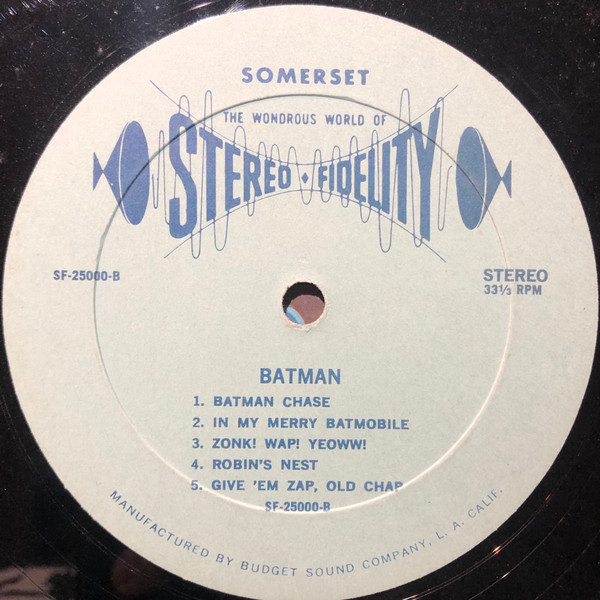 SOMERSET
THE WONDROUS WORLD OF
STEREO • FIDELITY
SF-25000-B
STEREO
33 1/3 RPM
BATMAN
1. BATMAN CHASE
2. IN MY MERRY BATMOBILE
3. ZONK! WAP! YEOWW!
4. ROBIN'S NEST
5. GIVE 'EM ZAP, OLD CHAP
SF-25000-B
MANUFACTURED BY BUDGET SOUND COMPANY, L. A. CALIF.